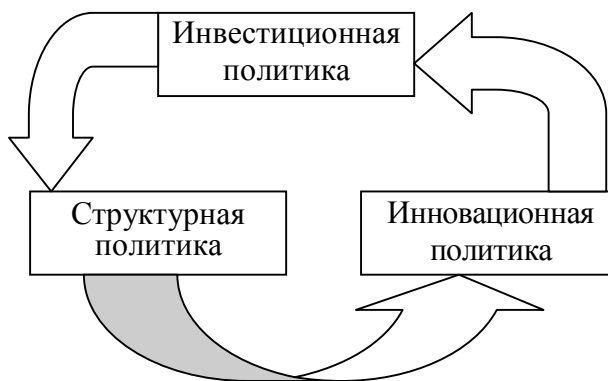 Инвестиционная
политика
Структурная
политика
Инновационная
политика